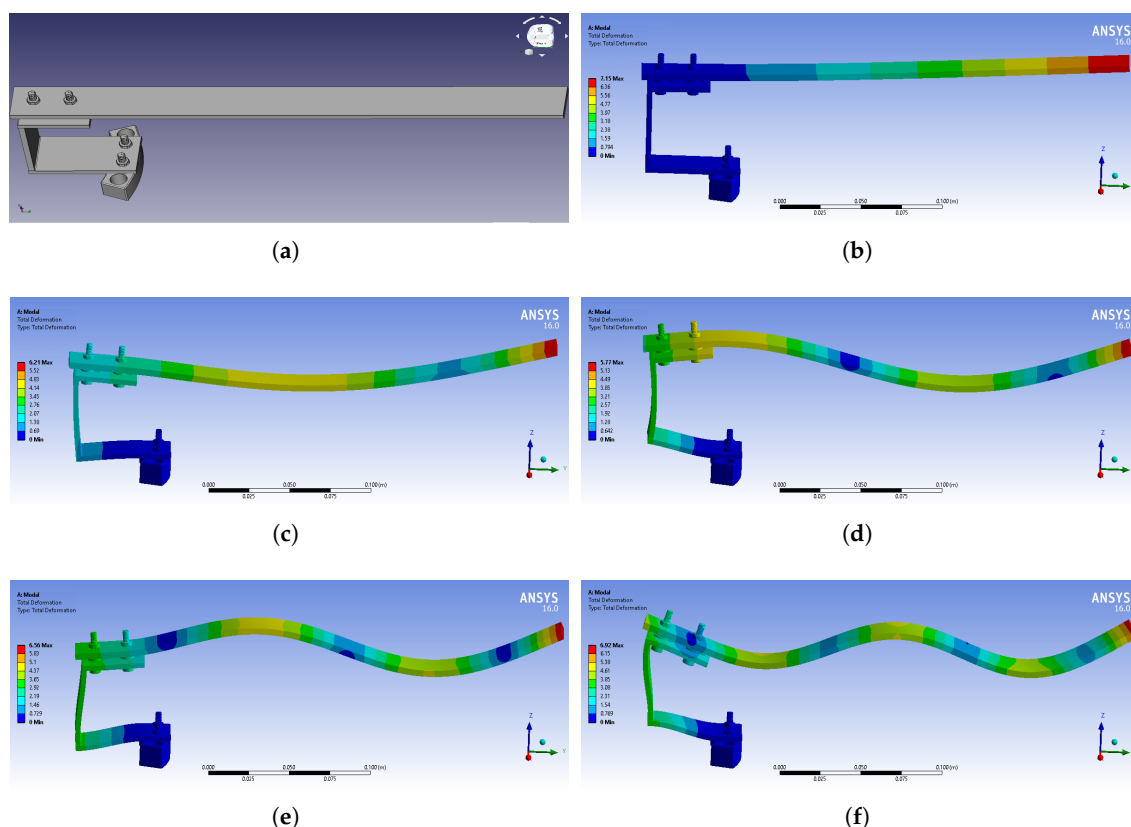 A: Modal
Total Deformation
Type: Total Deformation
ANSYS
16.0
7.15 Max
6.36
5.56
4.77
3.97
3.18
2.38
1.59
0.794
0 Min
Z
0.000
0.050
0.100 (m)
0.025
0.075
(a)
(b)
A: Modal
Total Deformation
Type: Total Deformation
ANSYS
16.0
6.21 Max
5.52
4.83
4.14
3.45
2.76
2.07
1.38
0.69
0 Min
Z
Y
0.000
0.050
0.100 (m)
0.025
0.075
A: Modal
Total Deformation
Type: Total Deformation
ANSYS
16.0
5.77 Max
5.13
4.49
3.85
3.21
2.57
1.92
1.28
0.642
0 Min
Z
0.000
0.050
0.100 (m)
0.025
0.075
(c)
(d)
A: Modal
Total Deformation
Type: Total Deformation
ANSYS
16.0
6.56 Max
5.83
5.1
4.37
3.65
2.92
2.19
1.46
0.729
0 Min
Z
Y
0.000
0.050
0.100 (m)
0.025
0.075
A: Modal
Total Deformation
Type: Total Deformation
ANSYS
16.0
6.92 Max
6.15
5.38
4.61
3.85
3.08
2.31
1.54
0.769
0 Min
Z
0.000
0.050
0.100 (m)
0.025
0.075
(e)
(f)